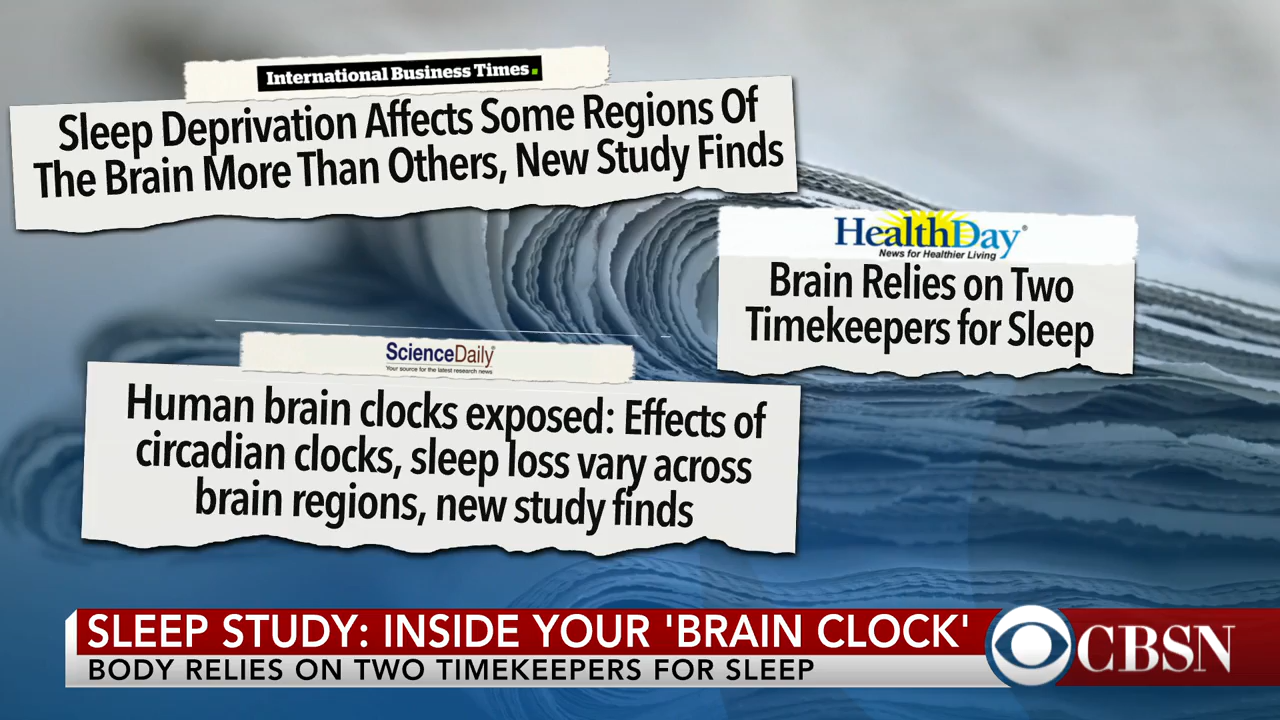 International Business Times.
Sleep Deprivation Affects Some Regions Of
The Brain More Than Others, New Study Finds
HealthDay®
News for Healthier Living
Brain Relies on Two
Timekeepers for Sleep
ScienceDaily®
Your source for the latest research news
Human brain clocks exposed: Effects of
circadian clocks, sleep loss vary across
brain regions, new study finds
SLEEP STUDY: INSIDE YOUR 'BRAIN CLOCK'
BODY RELIES ON TWO TIMEKEEPERS FOR SLEEP
CBSN